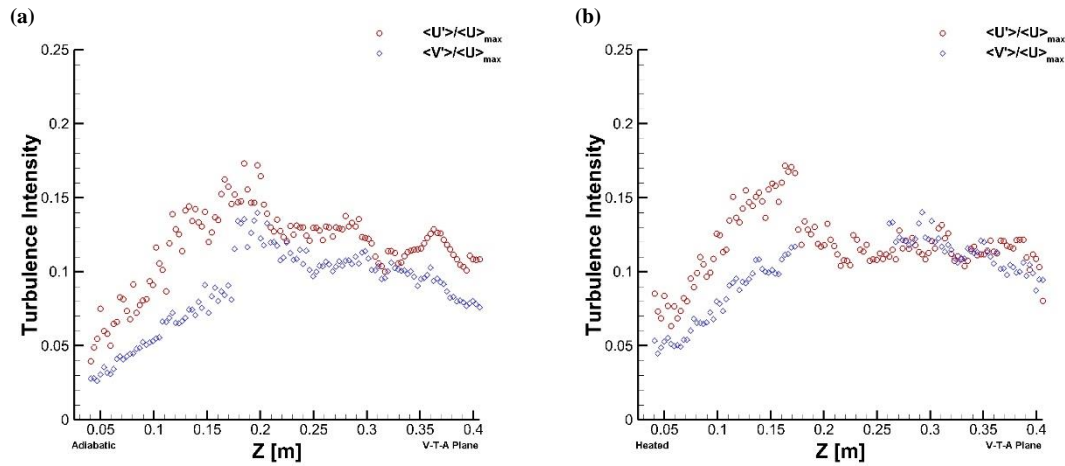 (a)
<U'>/<U>max
<V'>/<U>max
0.25
0.2
0.15
0.1
0.05
0
Turbulence Intensity
0.05 0.1 0.15 0.2 0.25 0.3 0.35 0.4
Adiabatic Z [m] V-T-A Plane
(b)
<U'>/<U>max
<V'>/<U>max
0.25
0.2
0.15
0.1
0.05
0
Turbulence Intensity
0.05 0.1 0.15 0.2 0.25 0.3 0.35 0.4
Heated Z [m] V-T-A Plane